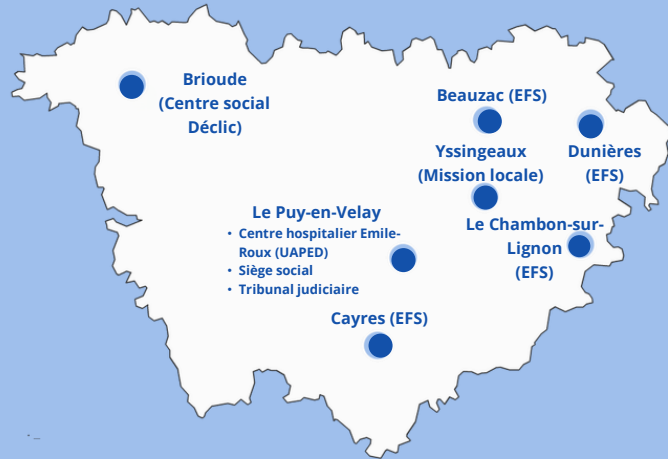 Brioude
(Centre social
Déclic)
Beauzac (EFS)
Yssingeaux
(Mission locale)
Dunières
(EFS)
Le Chambon-sur-
Lignon
(EFS)
Le Puy-en-Velay
• Centre hospitalier Emile-
Roux (UAPED)
• Siège social
• Tribunal judiciaire
Cayres (EFS)